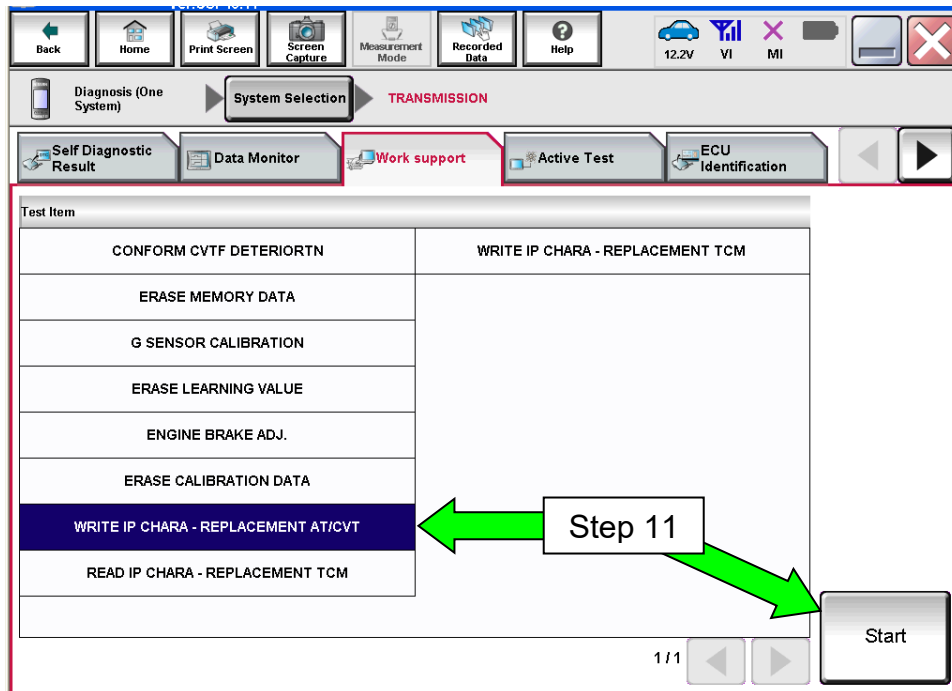 Back
Home
Print Screen
Screen
Capture
Measurement
Mode
Recorded
Data
Help
12.2V
VI
MI
Diagnosis (One
System)
System Selection
TRANSMISSION
Self Diagnostic
Result
Data Monitor
Work support
Active Test
ECU
Identification
Test Item
CONFORM CVTF DETERIORTN
WRITE IP CHARA - REPLACEMENT TCM
ERASE MEMORY DATA
G SENSOR CALIBRATION
ERASE LEARNING VALUE
ENGINE BRAKE ADJ.
ERASE CALIBRATION DATA
WRITE IP CHARA - REPLACEMENT AT/CVT
Step 11
READ IP CHARA - REPLACEMENT TCM
Start
1/1